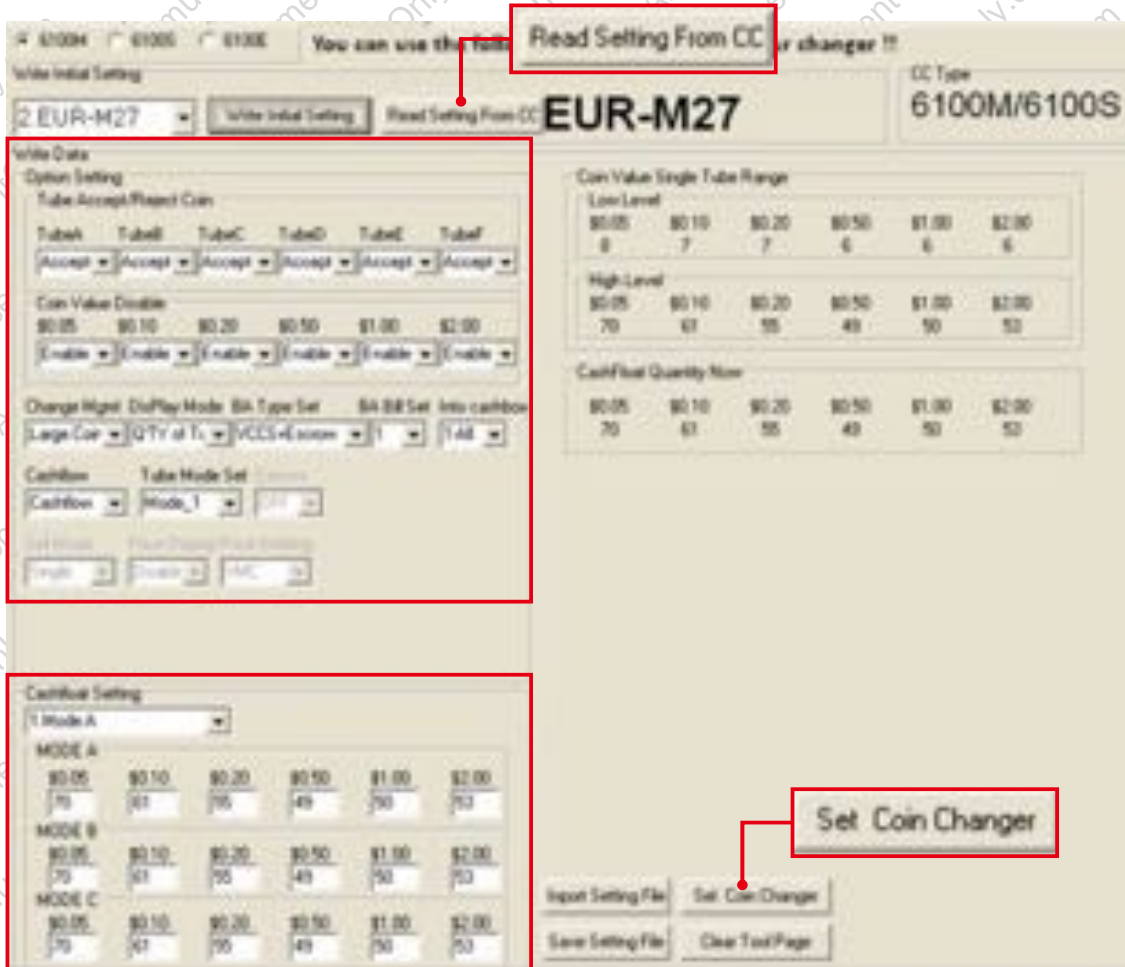 6100M 6100S 6100E You can use the Read Setting From CC r changer !!
Write Initial Setting CC Type
2 EUR-M27 Write Initial Setting Read Setting From CC EUR-M27 6100M/6100S
Write Data
Option Setting Coin Value Single Tube Range
Tube Accept/Reject Coin Low Level
TubeA TubeB TubeC TubeD TubeE TubeF $0.05 $0.10 $0.20 $0.50 $1.00 $2.00
Accept Accept Accept Accept Accept Accept 8 7 7 6 6 6
Coin Value Disable High Level
$0.05 $0.10 $0.20 $0.50 $1.00 $2.00 $0.05 $0.10 $0.20 $0.50 $1.00 $2.00
Enable Enable Enable Enable Enable Enable 70 61 55 49 50 53
CashFloat Quantity Now
Change Mgmt DisPlay Mode BA Type Set BA Bill Set Into cashbox $0.05 $0.10 $0.20 $0.50 $1.00 $2.00
Large Coin QTY of Tu VCCS+Escrow 1 1 All 70 61 55 49 50 53
Cashflow Tube Mode Set
Cashflow Mode_1
Single Disable VMC
Cashfloat Setting
1 Mode A
MODE A
$0.05 $0.10 $0.20 $0.50 $1.00 $2.00
70 61 55 49 50 53
MODE B
$0.05 $0.10 $0.20 $0.50 $1.00 $2.00
70 61 55 49 50 53
MODE C
$0.05 $0.10 $0.20 $0.50 $1.00 $2.00
70 61 55 49 50 53
Set Coin Changer
Import Setting File Set Coin Changer
Save Setting File Clear Tool Page